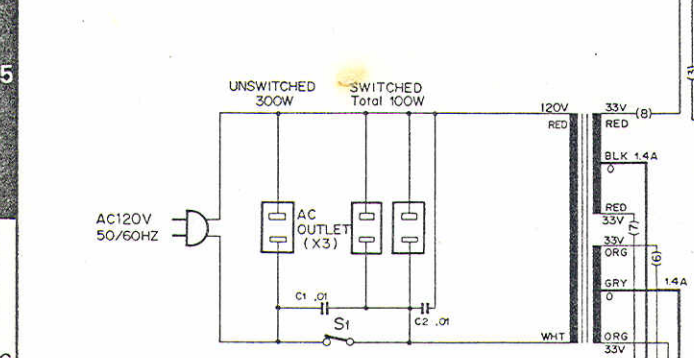 5
UNSWITCHED
300W
SWITCHED
Total 100W
120V
RED
33V
(8)
RED
BLK 1.4A
0
RED
33V
(7)
33V
ORG
(6)
GRY 1.4A
0
ORG
33V
AC120V
50/60HZ
AC
OUTLET
(X3)
C1 .01
S1
C2 .01
WHT